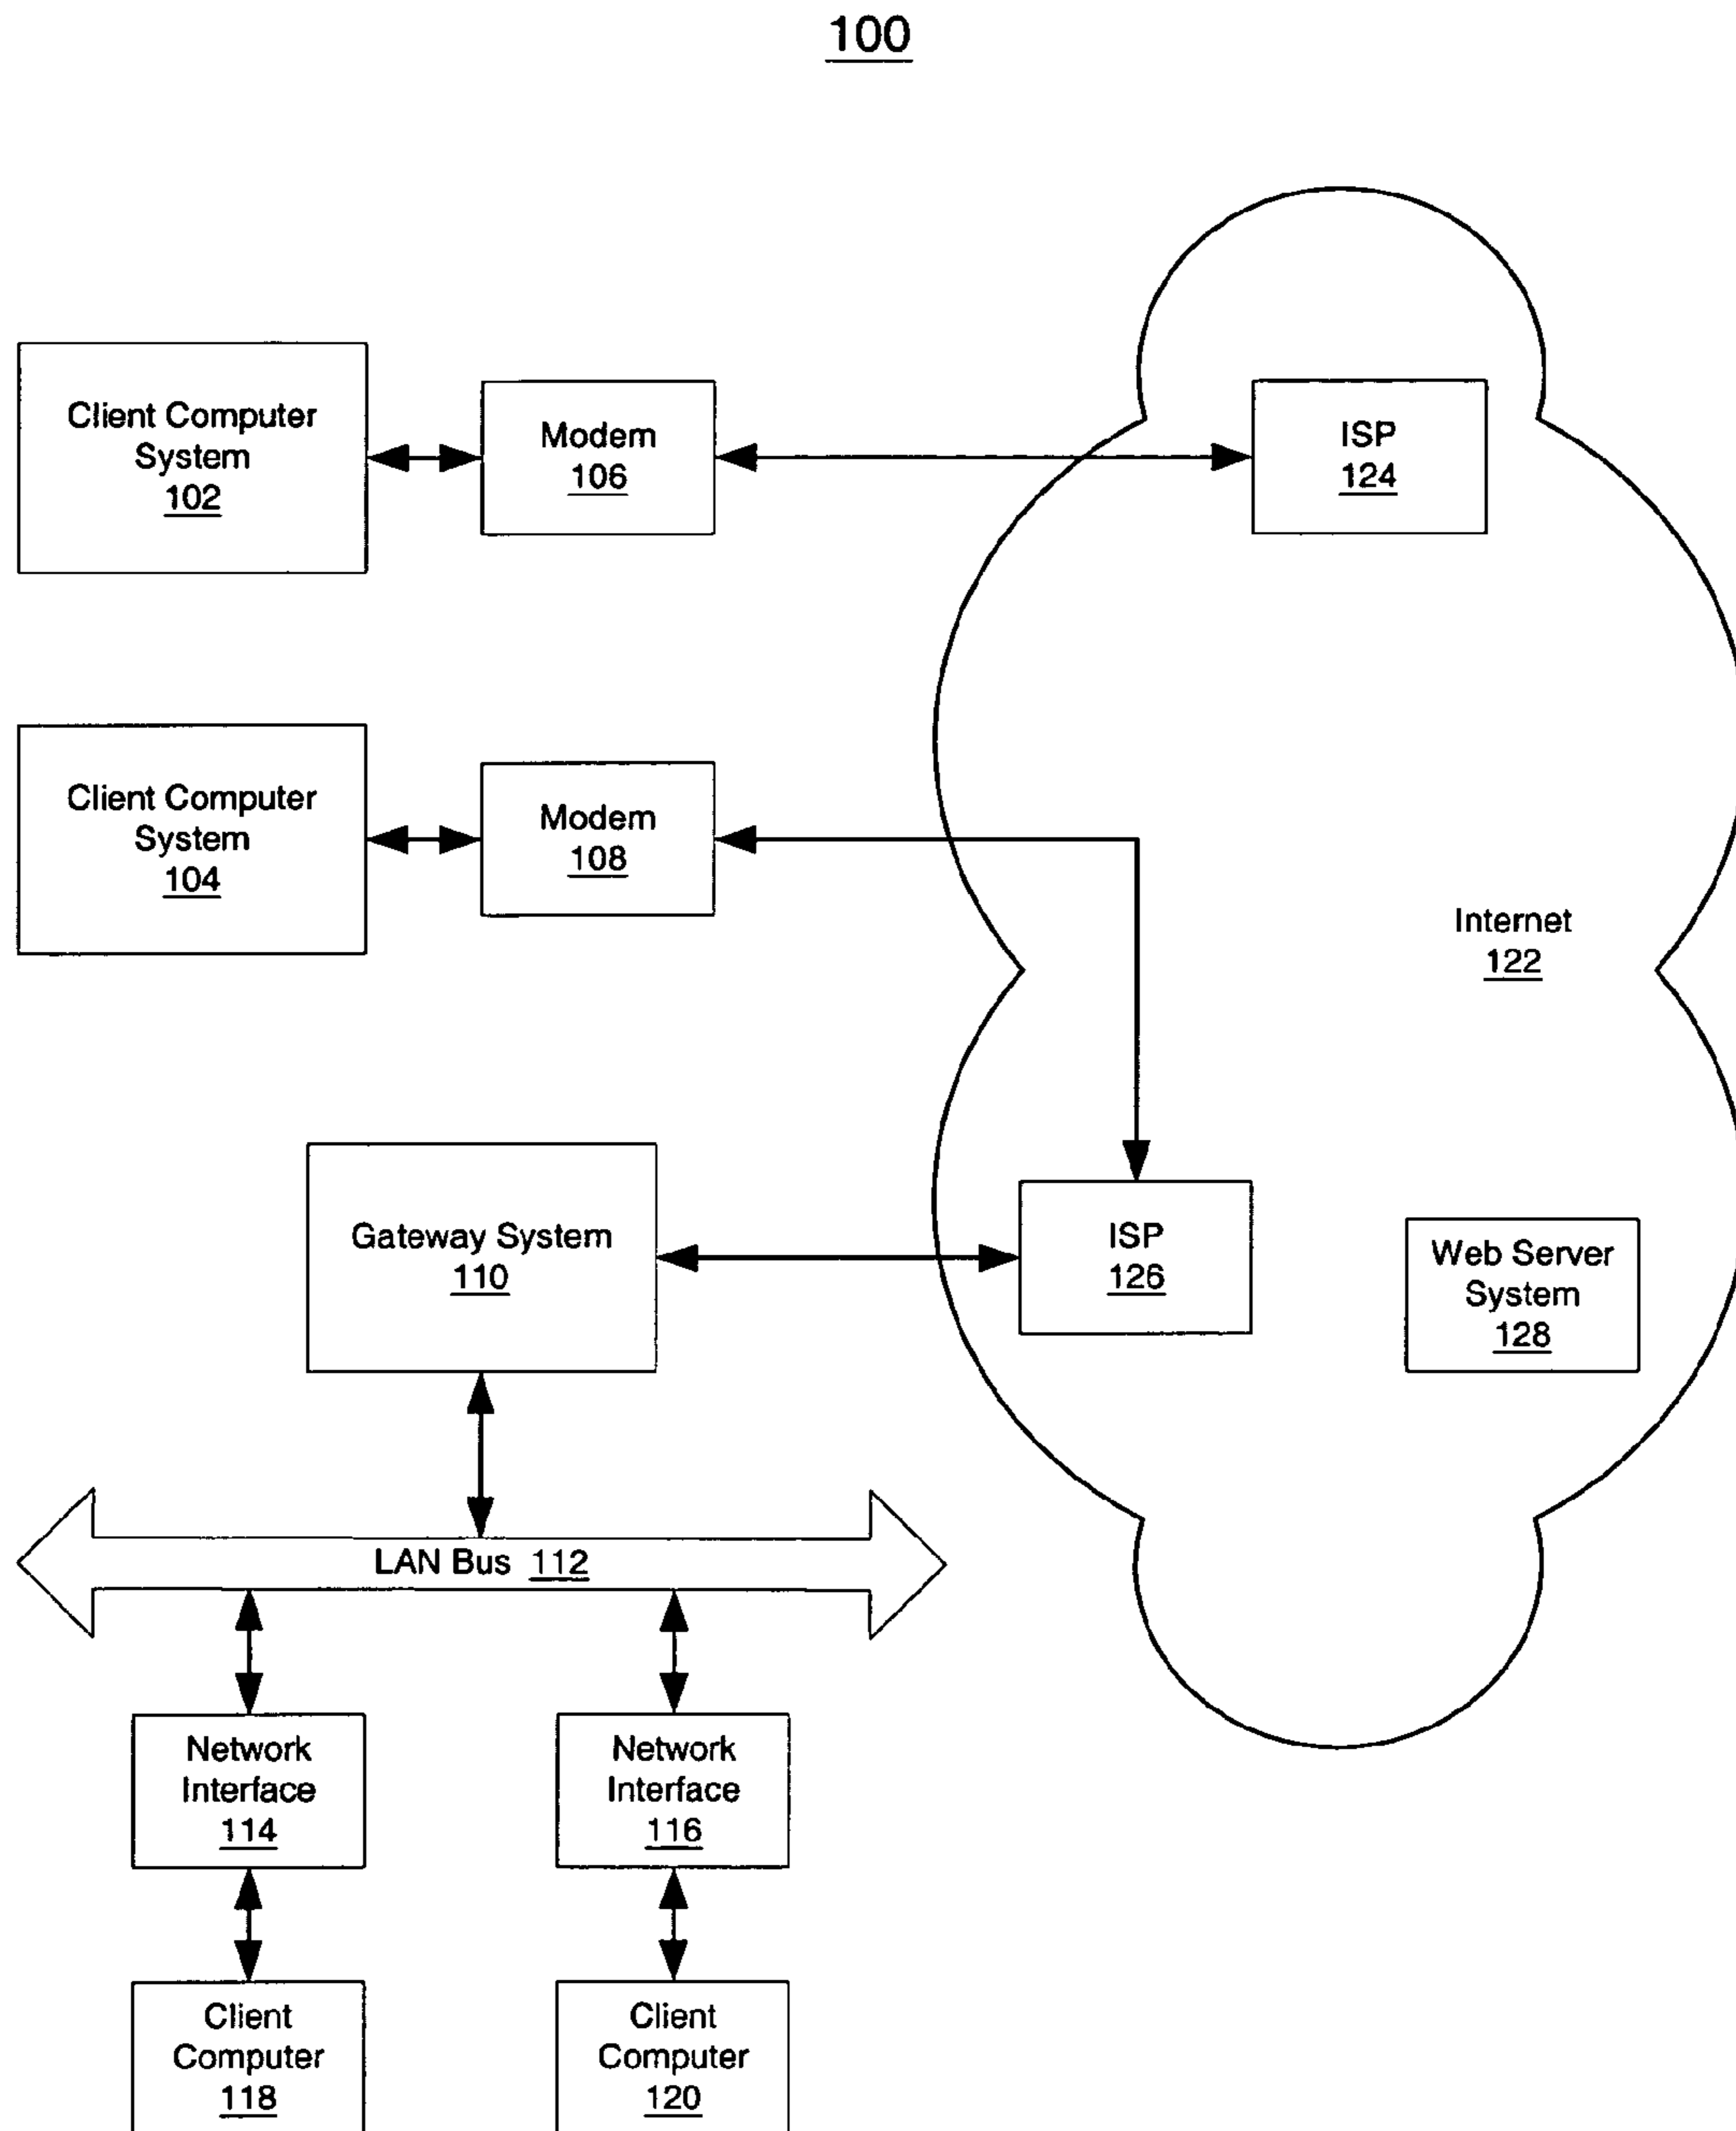 100
Client Computer
System
102
Modem
106
ISP
124
Client Computer
System
104
Modem
108
Internet
122
Gateway System
110
ISP
126
Web Server
System
128
LAN Bus 112
Network
Interface
114
Network
Interface
116
Client
Computer
118
Client
Computer
120